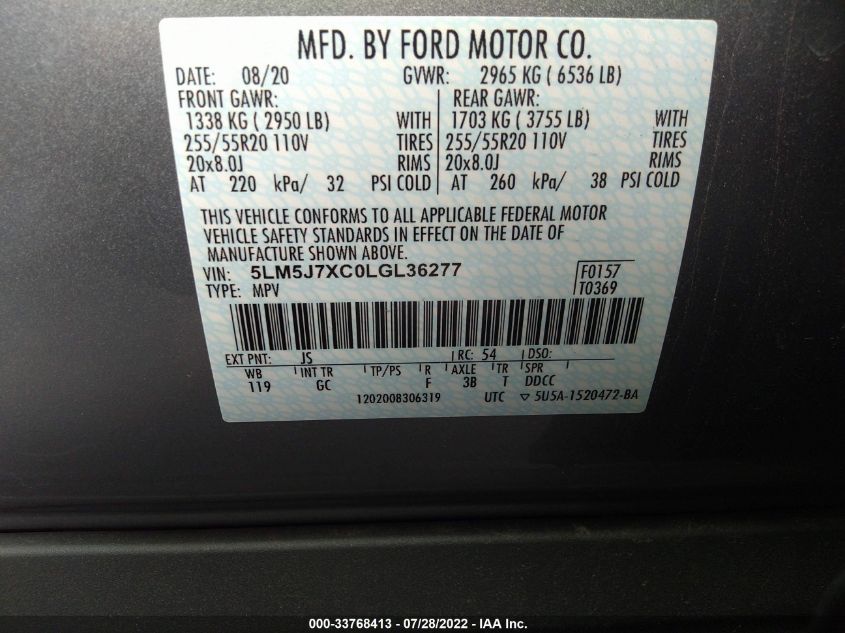 MFD. BY FORD MOTOR CO.
DATE: 08/20 GVWR: 2965 KG ( 6536 LB)
FRONT GAWR: REAR GAWR:
1338 KG ( 2950 LB) WITH 1703 KG ( 3755 LB) WITH
255/55R20 110V TIRES 255/55R20 110V TIRES
20x8.0J RIMS 20x8.0J RIMS
AT 220 kPa/ 32 PSI COLD AT 260 kPa/ 38 PSI COLD
THIS VEHICLE CONFORMS TO ALL APPLICABLE FEDERAL MOTOR
VEHICLE SAFETY STANDARDS IN EFFECT ON THE DATE OF
MANUFACTURE SHOWN ABOVE.
VIN: 5LM5J7XC0LGL36277 F0157
TYPE: MPV T0369
EXT PNT: JS RC: 54 DSO:
WB INT TR TP/PS R AXLE TR SPR
119 GC F 3B T DDCC
1202008306319 UTC ▽ 5U5A-1520472-BA
000-33768413 - 07/28/2022 - IAA Inc.